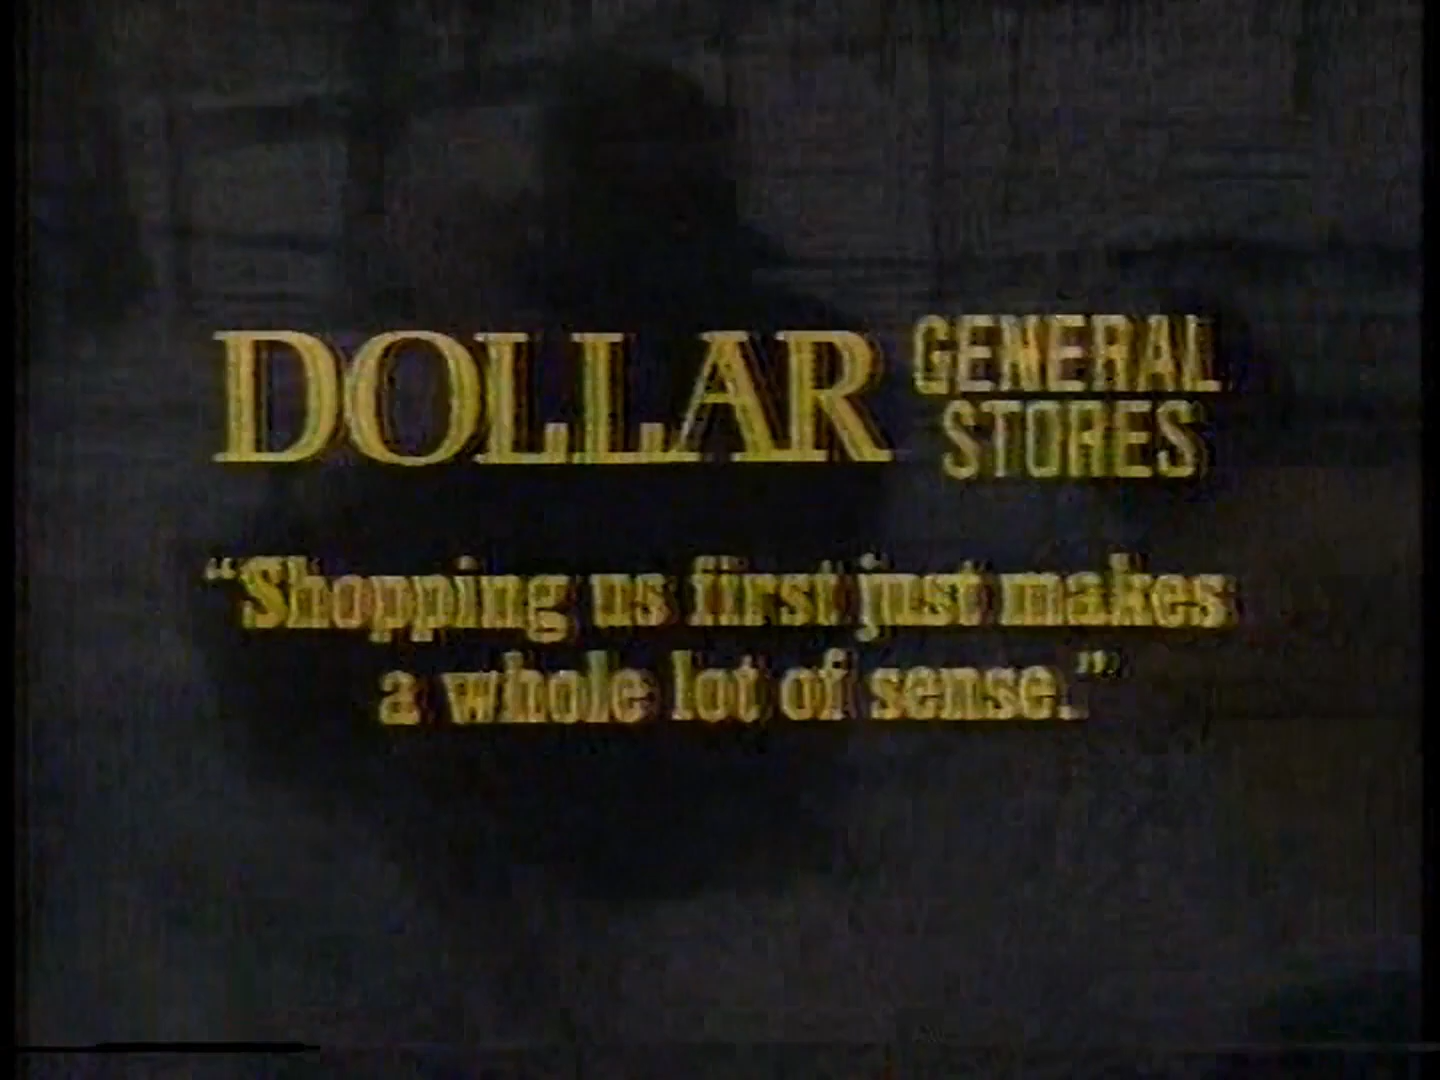 DOLLAR GENERAL STORES
“Shopping us first just makes
a whole lot of sense.”